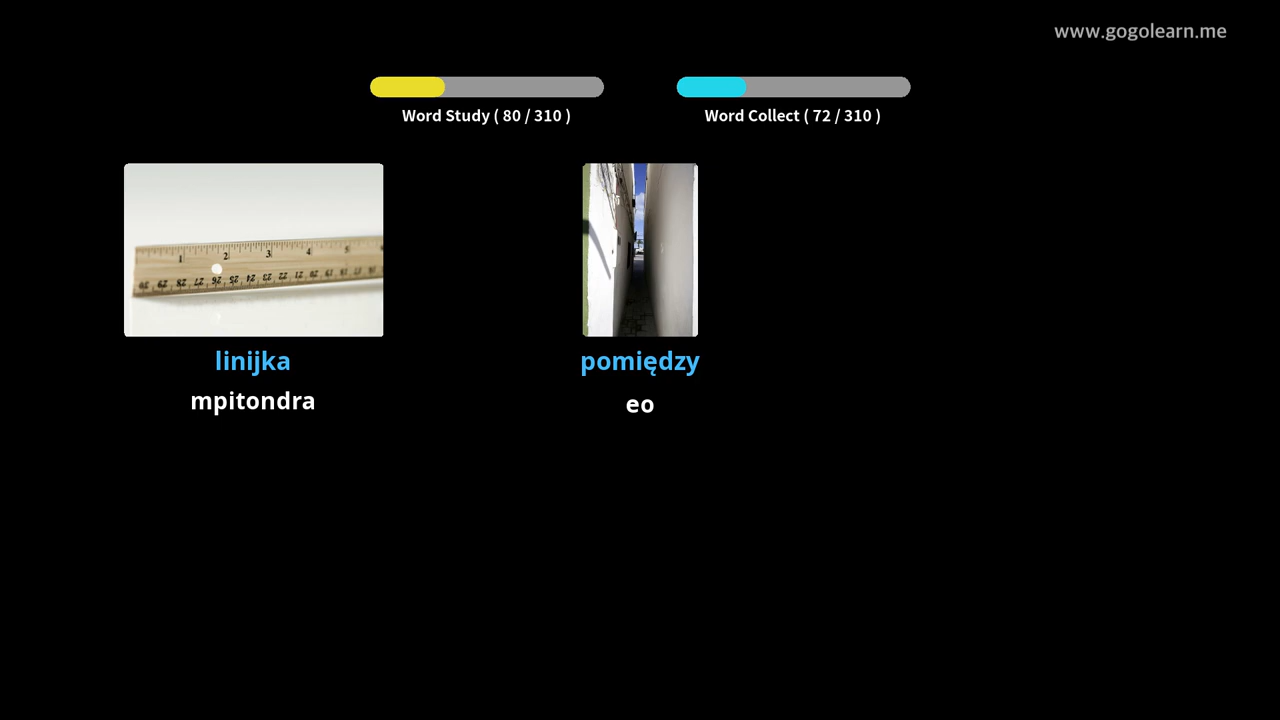 www.gogolearn.me
Word Study ( 80 / 310 )
Word Collect ( 72 / 310 )
linijka
mpitondra
pomiędzy
eo